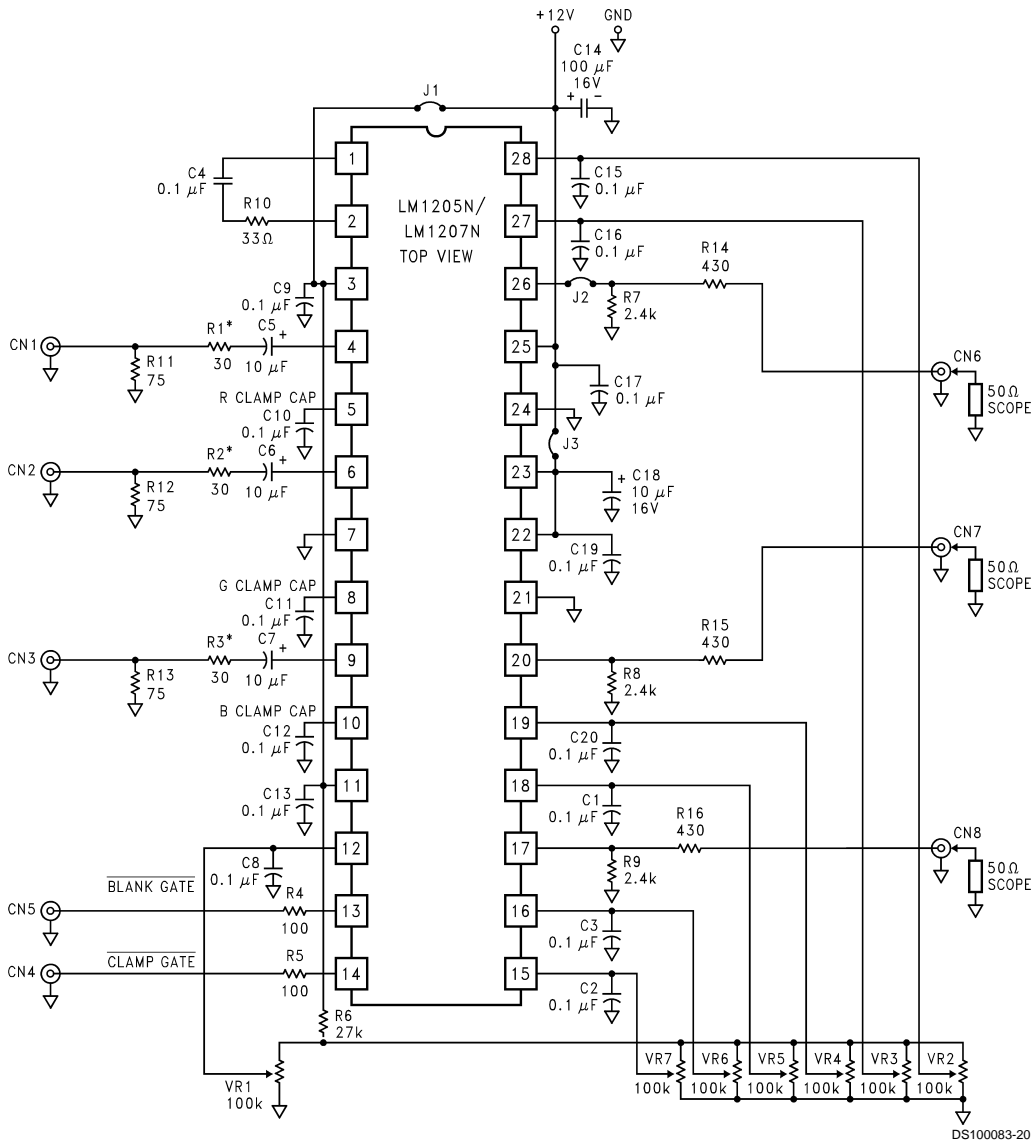 +12V
GND
C14
100 µF
16V
+ −
J1
1
28
C4
0.1 µF
C15
0.1 µF
R10
33Ω
LM1205N/
LM1207N
TOP VIEW
2
27
C16
0.1 µF
R14
430
3
26
C9
0.1 µF
J2
R7
2.4k
CN1
R1*
30
C5
+
10 µF
4
25
R11
75
CN6
50Ω
SCOPE
C17
0.1 µF
R CLAMP CAP
C10
0.1 µF
5
24
J3
CN2
R2*
30
C6
+
10 µF
6
23
+
C18
10 µF
16V
R12
75
7
22
C19
0.1 µF
CN7
50Ω
SCOPE
G CLAMP CAP
C11
0.1 µF
8
21
CN3
R3*
30
C7
+
10 µF
9
20
R15
430
R13
75
R8
2.4k
B CLAMP CAP
C12
0.1 µF
10
19
C20
0.1 µF
C13
0.1 µF
11
18
C1
0.1 µF
R16
430
12
17
C8
0.1 µF
R9
2.4k
CN8
50Ω
SCOPE
BLANK GATE
CN5
R4
100
13
16
C3
0.1 µF
CLAMP GATE
CN4
R5
100
14
15
C2
0.1 µF
R6
27k
VR1
100k
VR7
100k
VR6
100k
VR5
100k
VR4
100k
VR3
100k
VR2
100k
DS100083-20